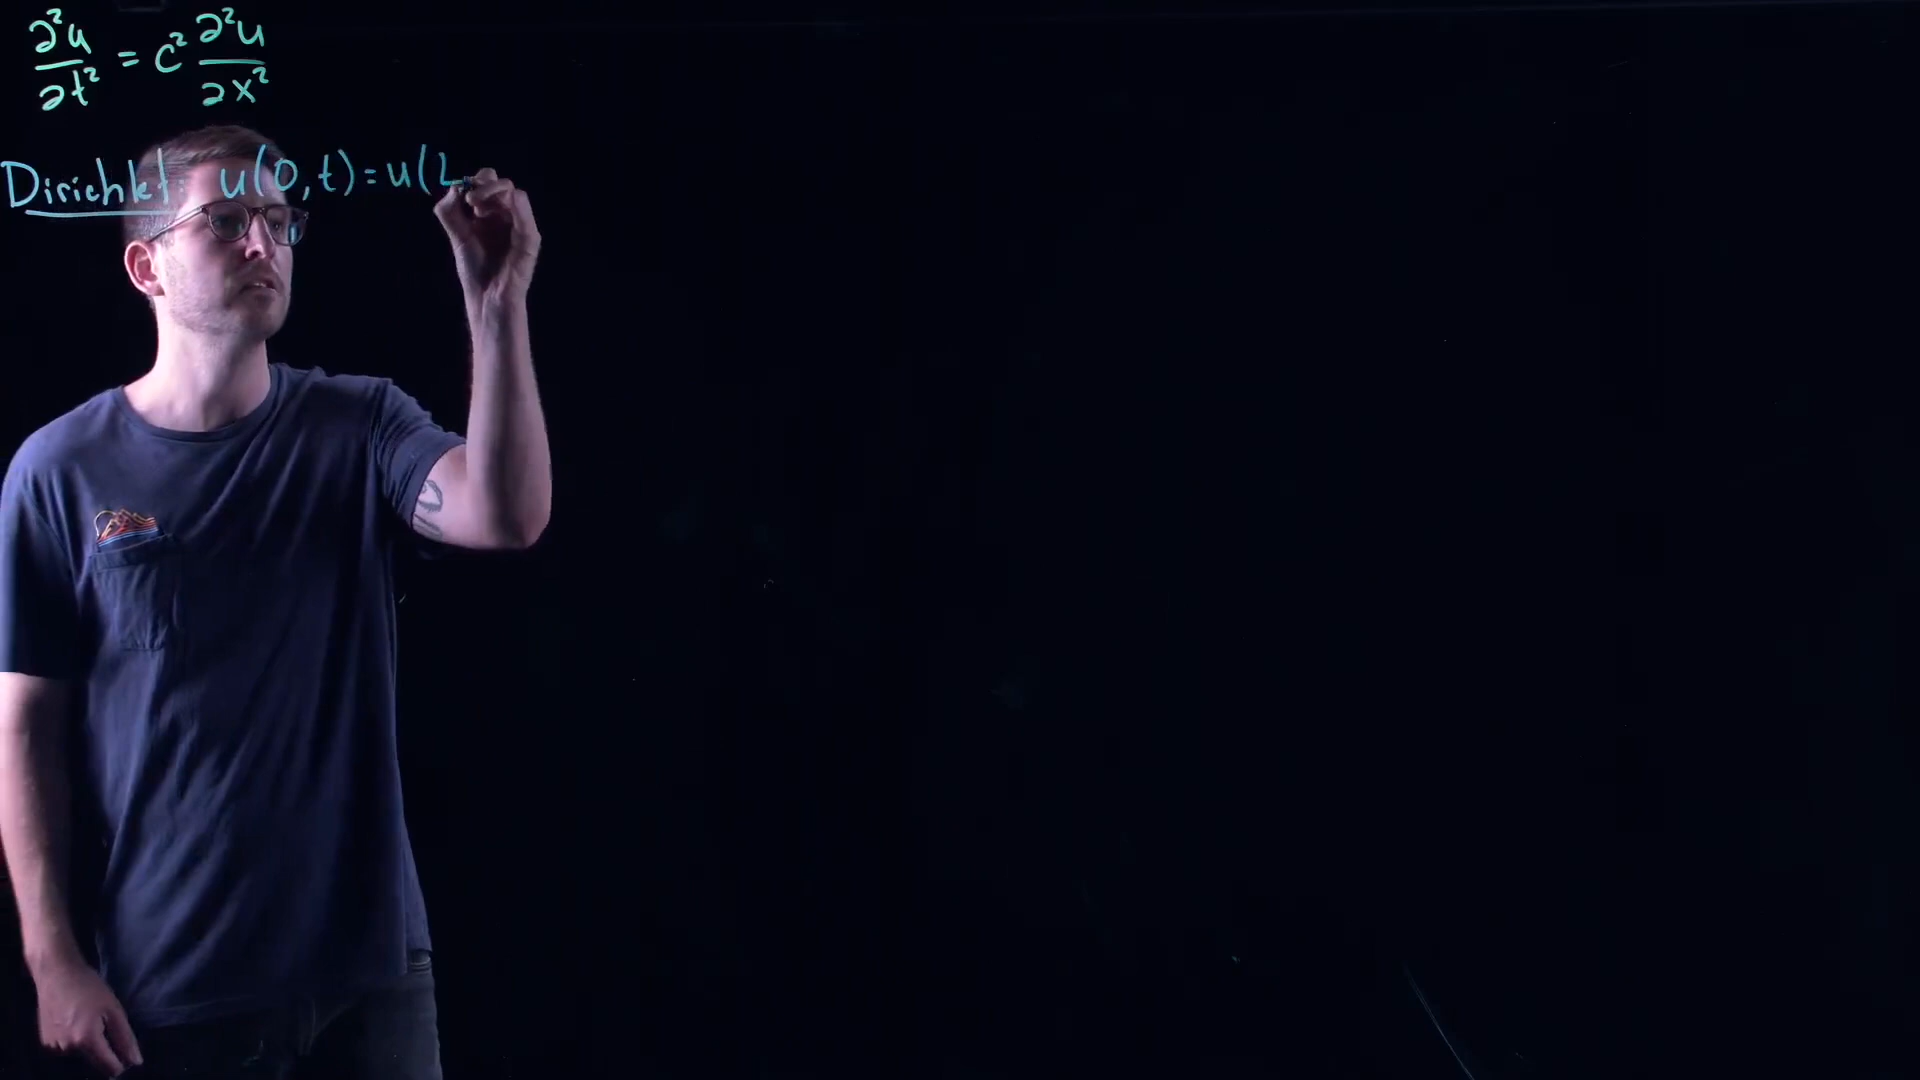 ∂²u/∂t² = c² ∂²u/∂x²
Dirichlet: u(0,t)=u(L